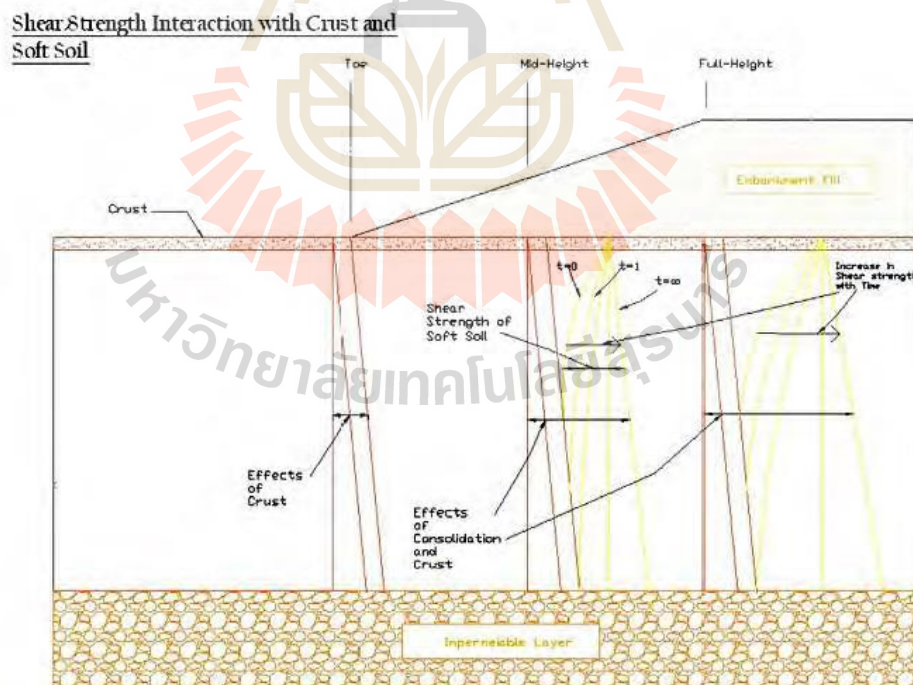 Shear Strength Interaction with Crust and
Soft Soil
Toe
Mid-Height
Full-Height
Embankment Fill
Crust
t=0
t=1
t=∞
Increase in
Shear strength
with Time
Shear
Strength of
Soft Soil
มหาวิทยาลัยเทคโนโลยีสุรนารี
Effects
of
Crust
Effects
of
Consolidation
and
Crust
Impermeiable Layer